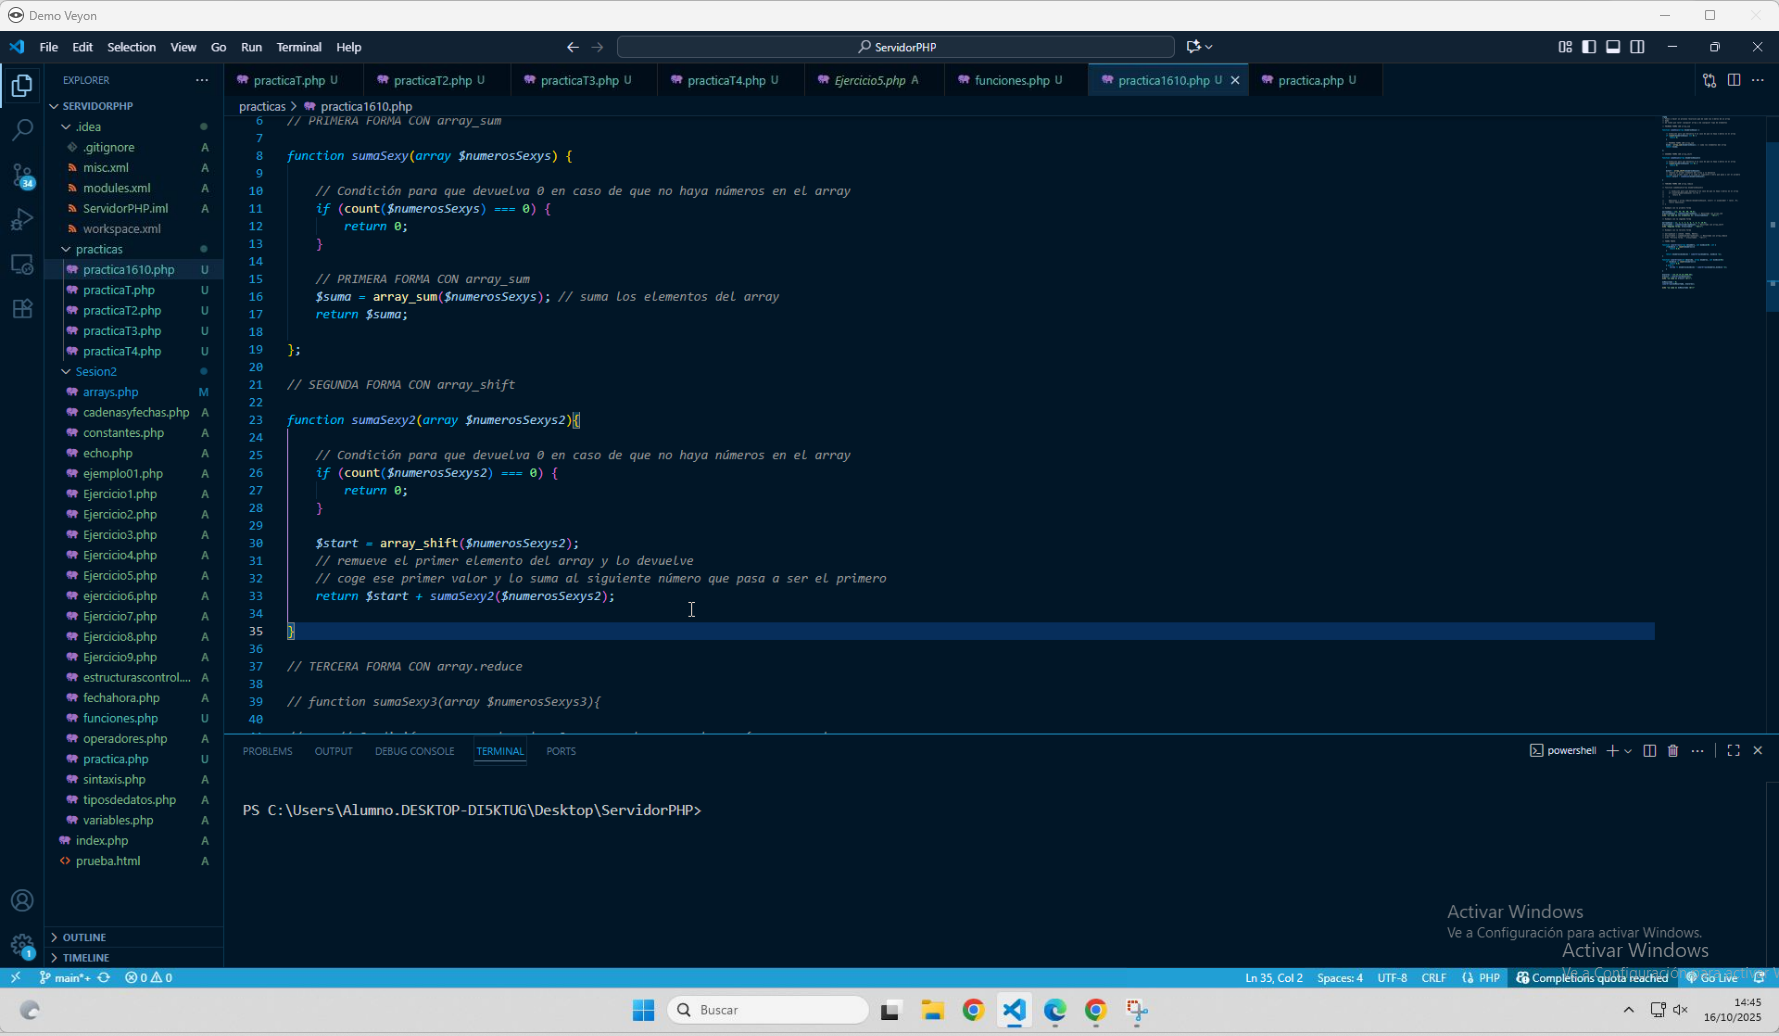 Demo Veyon
File Edit Selection View Go Run Terminal Help
ServidorPHP
EXPLORER
practicaT.php U
practicaT2.php U
practicaT3.php U
practicaT4.php U
Ejercicio5.php A
funciones.php U
practica1610.php U
practica.php U
practicas > practica1610.php
SERVIDORPHP
.idea
.gitignore A
misc.xml A
modules.xml A
ServidorPHP.iml A
workspace.xml
practicas
practica1610.php U
practicaT.php U
practicaT2.php U
practicaT3.php U
practicaT4.php U
Sesion2
arrays.php M
cadenasyfechas.php A
constantes.php A
echo.php A
ejemplo01.php A
Ejercicio1.php A
Ejercicio2.php A
Ejercicio3.php A
Ejercicio4.php A
Ejercicio5.php A
ejercicio6.php A
Ejercicio7.php A
Ejercicio8.php A
Ejercicio9.php A
estructurascontrol.... A
fechahora.php A
funciones.php U
operadores.php A
practica.php U
sintaxis.php A
tiposdedatos.php A
variables.php A
index.php A
prueba.html A
OUTLINE
TIMELINE
34
1
6 // PRIMERA FORMA CON array_sum
7
8 function sumaSexy(array $numerosSexys) {
9
10 // Condición para que devuelva 0 en caso de que no haya números en el array
11 if (count($numerosSexys) === 0) {
12 return 0;
13 }
14
15 // PRIMERA FORMA CON array_sum
16 $suma = array_sum($numerosSexys); // suma los elementos del array
17 return $suma;
18
19 };
20
21 // SEGUNDA FORMA CON array_shift
22
23 function sumaSexy2(array $numerosSexys2){
24
25 // Condición para que devuelva 0 en caso de que no haya números en el array
26 if (count($numerosSexys2) === 0) {
27 return 0;
28 }
29
30 $start = array_shift($numerosSexys2);
31 // remueve el primer elemento del array y lo devuelve
32 // coge ese primer valor y lo suma al siguiente número que pasa a ser el primero
33 return $start + sumaSexy2($numerosSexys2);
34
35 }
36
37 // TERCERA FORMA CON array.reduce
38
39 // function sumaSexy3(array $numerosSexys3){
40
PROBLEMS OUTPUT DEBUG CONSOLE TERMINAL PORTS
powershell
PS C:\Users\Alumno.DESKTOP-DI5KTUG\Desktop\ServidorPHP>
Activar Windows
Ve a Configuración para activar Windows.
Activar Windows
main*+ 0 0
Ln 35, Col 2 Spaces: 4 UTF-8 CRLF PHP Completions quota reached Go Live
Buscar
14:45
16/10/2025